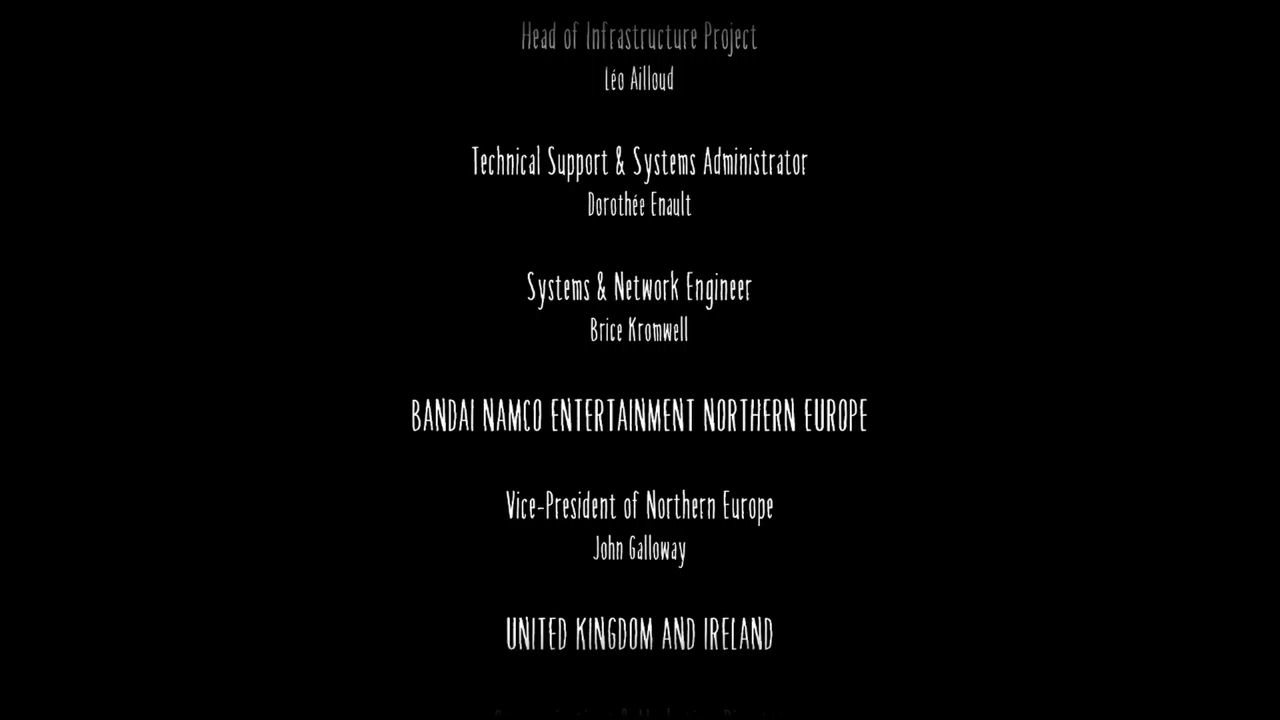 Head of Infrastructure Project
Léo Ailloud
Technical Support & Systems Administrator
Dorothée Enault
Systems & Network Engineer
Brice Kromwell
BANDAI NAMCO ENTERTAINMENT NORTHERN EUROPE
Vice-President of Northern Europe
John Galloway
UNITED KINGDOM AND IRELAND